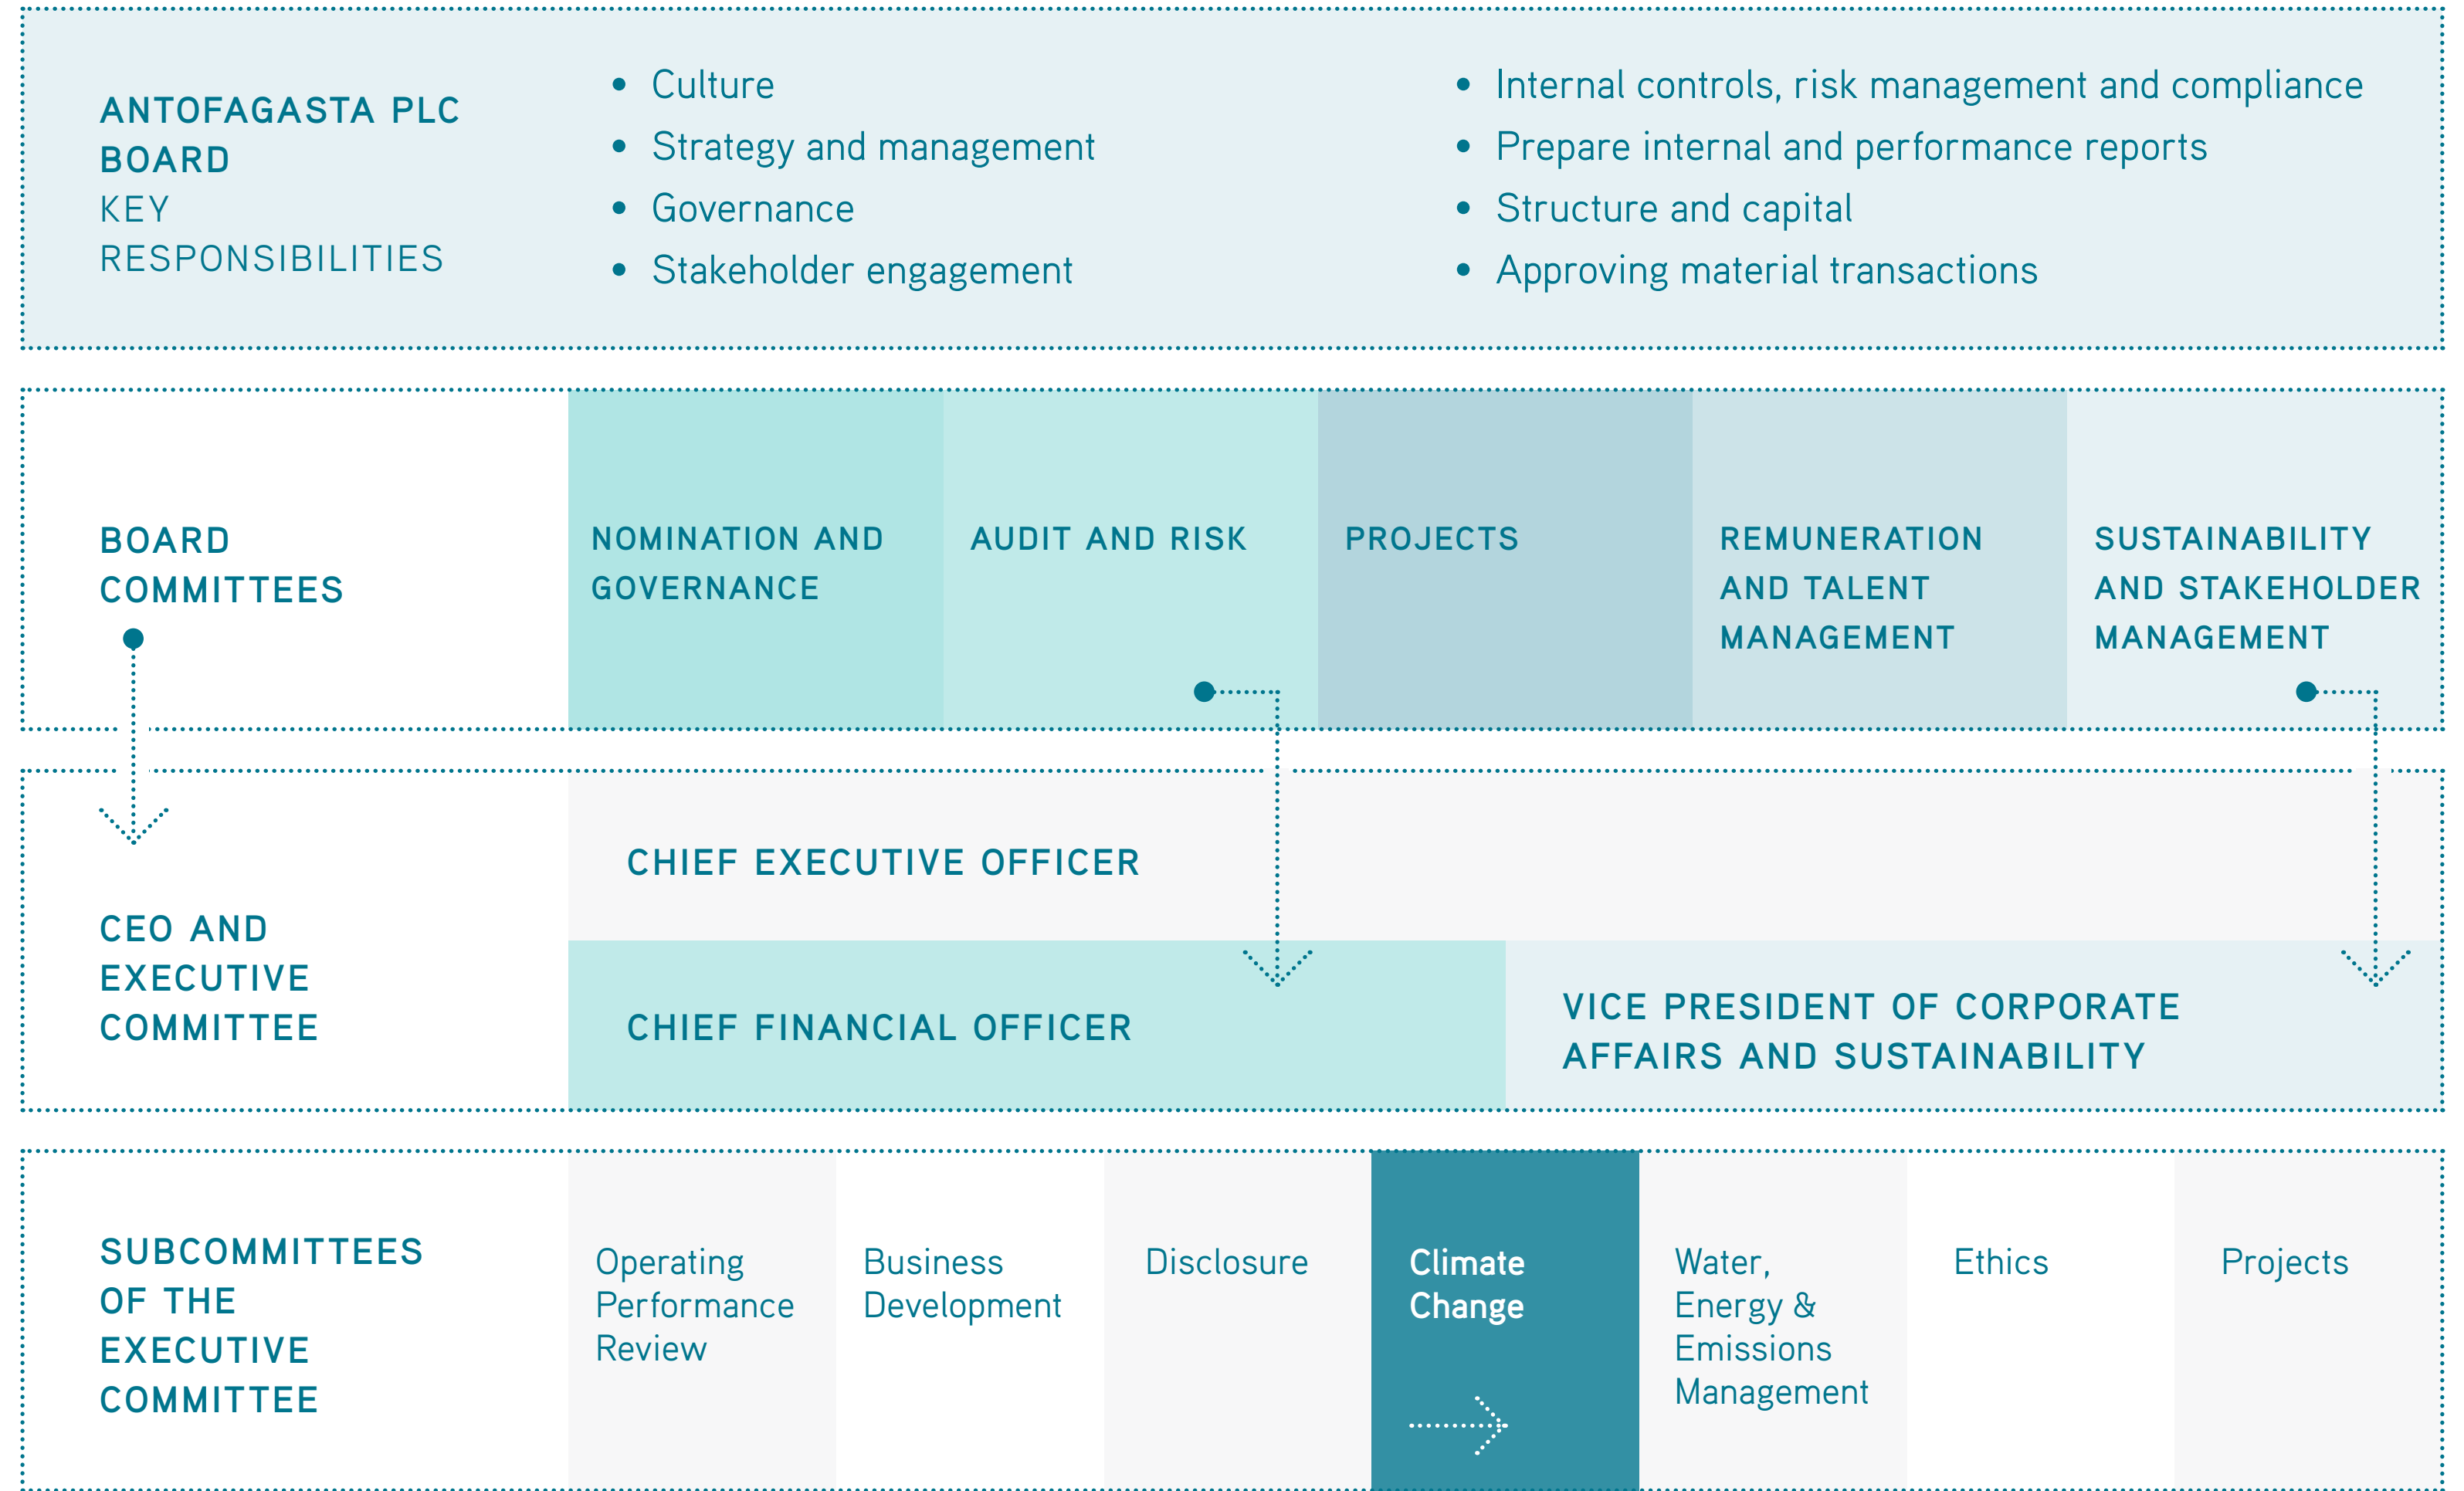 ANTOFAGASTA PLC
BOARD
KEY
RESPONSIBILITIES
• Culture
• Strategy and management
• Governance
• Stakeholder engagement
• Internal controls, risk management and compliance
• Prepare internal and performance reports
• Structure and capital
• Approving material transactions
BOARD
COMMITTEES
NOMINATION AND
GOVERNANCE
AUDIT AND RISK
PROJECTS
REMUNERATION
AND TALENT
MANAGEMENT
SUSTAINABILITY
AND STAKEHOLDER
MANAGEMENT
CEO AND
EXECUTIVE
COMMITTEE
CHIEF EXECUTIVE OFFICER
CHIEF FINANCIAL OFFICER
VICE PRESIDENT OF CORPORATE
AFFAIRS AND SUSTAINABILITY
SUBCOMMITTEES
OF THE
EXECUTIVE
COMMITTEE
Operating
Performance
Review
Business
Development
Disclosure
Climate
Change
Water,
Energy &
Emissions
Management
Ethics
Projects